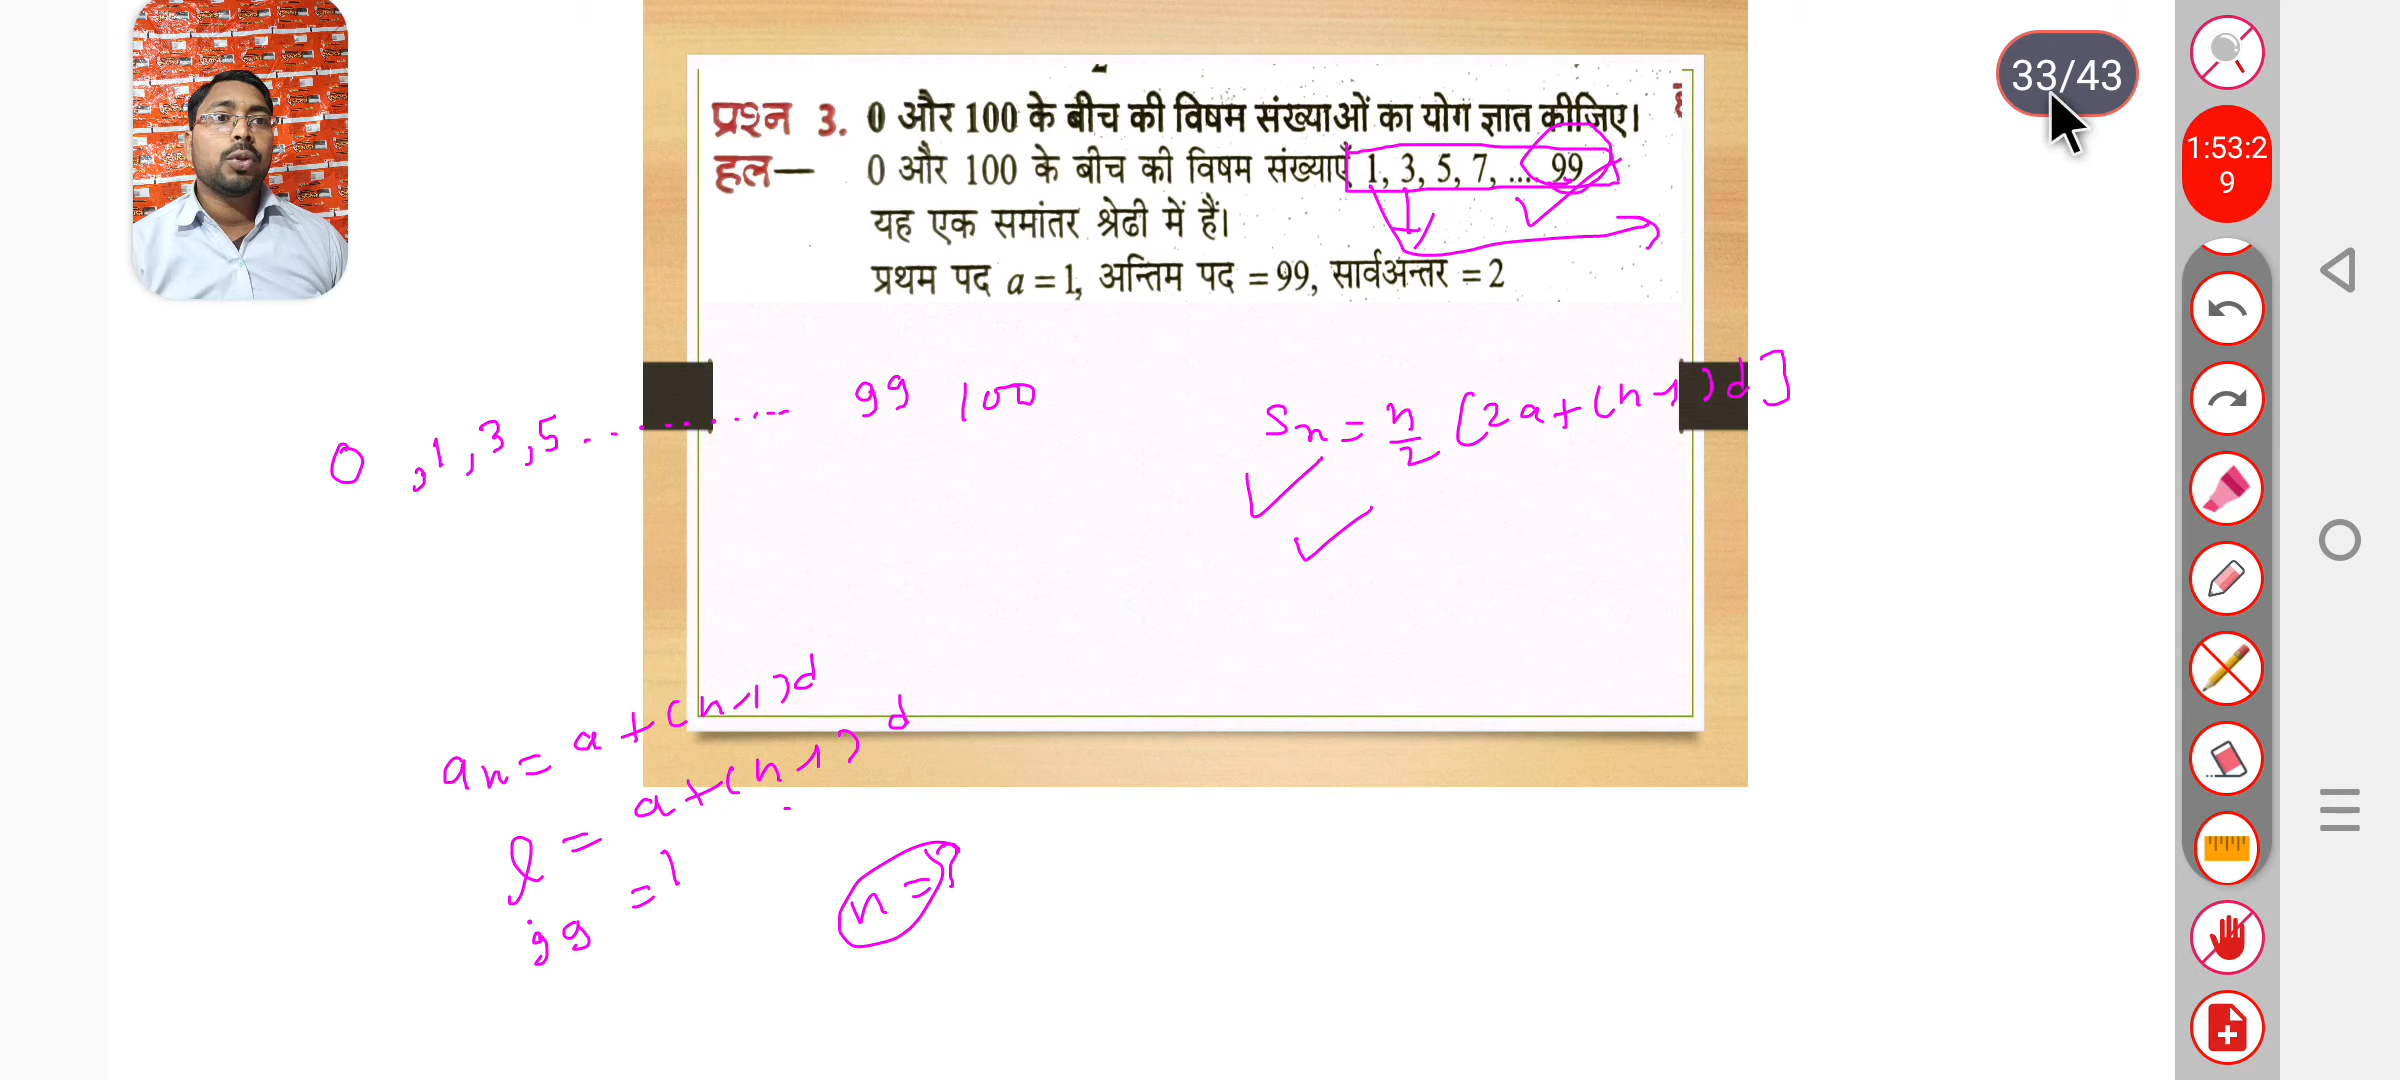 33/43
1:53:2
9
प्रश्न 3. 0 और 100 के बीच की विषम संख्याओं का योग ज्ञात कीजिए।
हल— 0 और 100 के बीच की विषम संख्याएँ 1, 3, 5, 7, .... 99
यह एक समांतर श्रेढी में हैं।
प्रथम पद a = 1, अन्तिम पद = 99, सार्वअन्तर = 2
0 , 1 , 3 , 5 ............ 99 100
Sn = n/2 [2a+(n-1)d]
an = a+(n-1)d
l = a+(n-1)d
99 = 1
n = ?